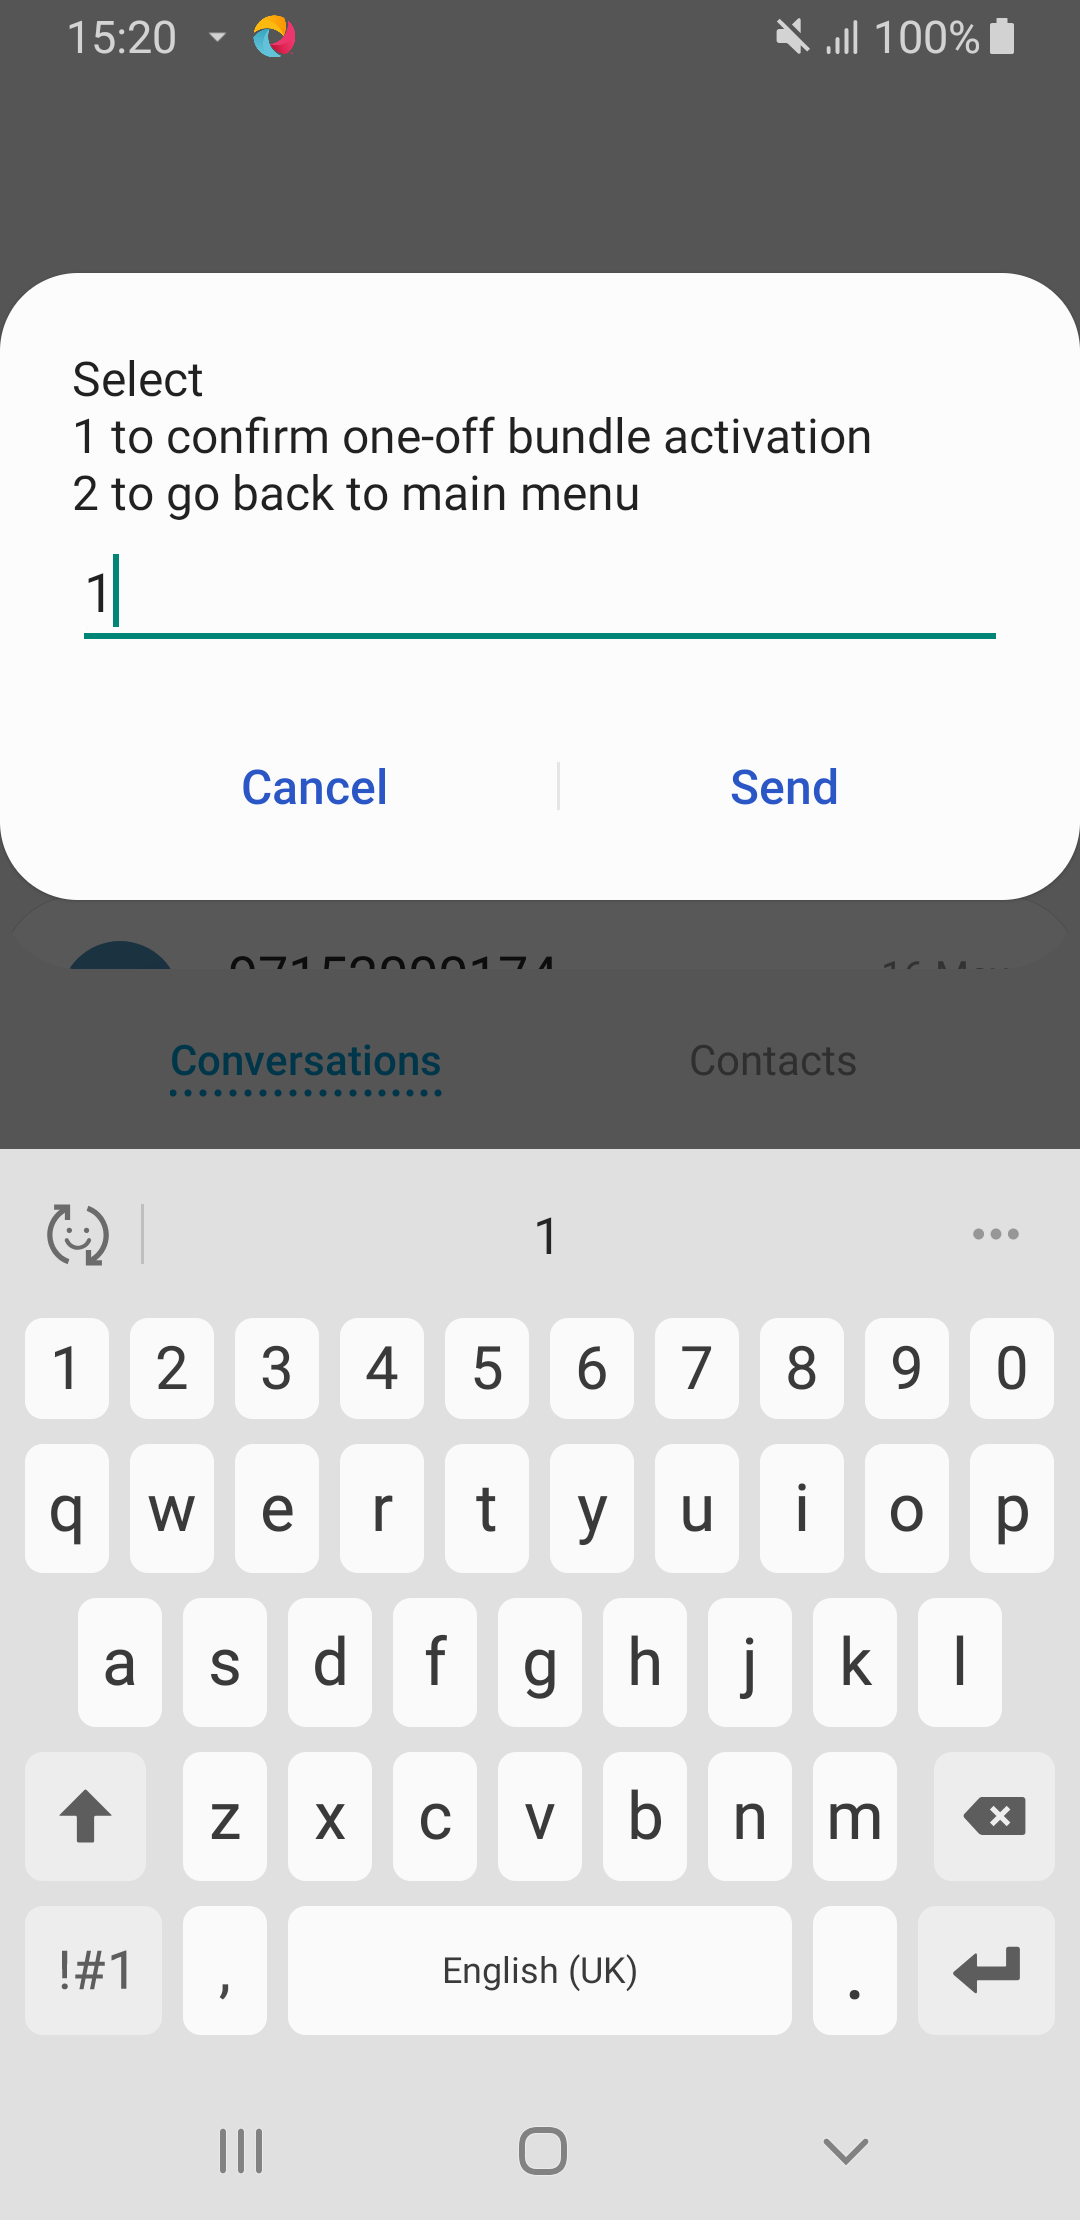 15:20
100%
Select
1 to confirm one-off bundle activation
2 to go back to main menu
1
Cancel
Send
Conversations
Contacts
1
1 2 3 4 5 6 7 8 9 0
q w e r t y u i o p
a s d f g h j k l
z x c v b n m
!#1 , English (UK) .